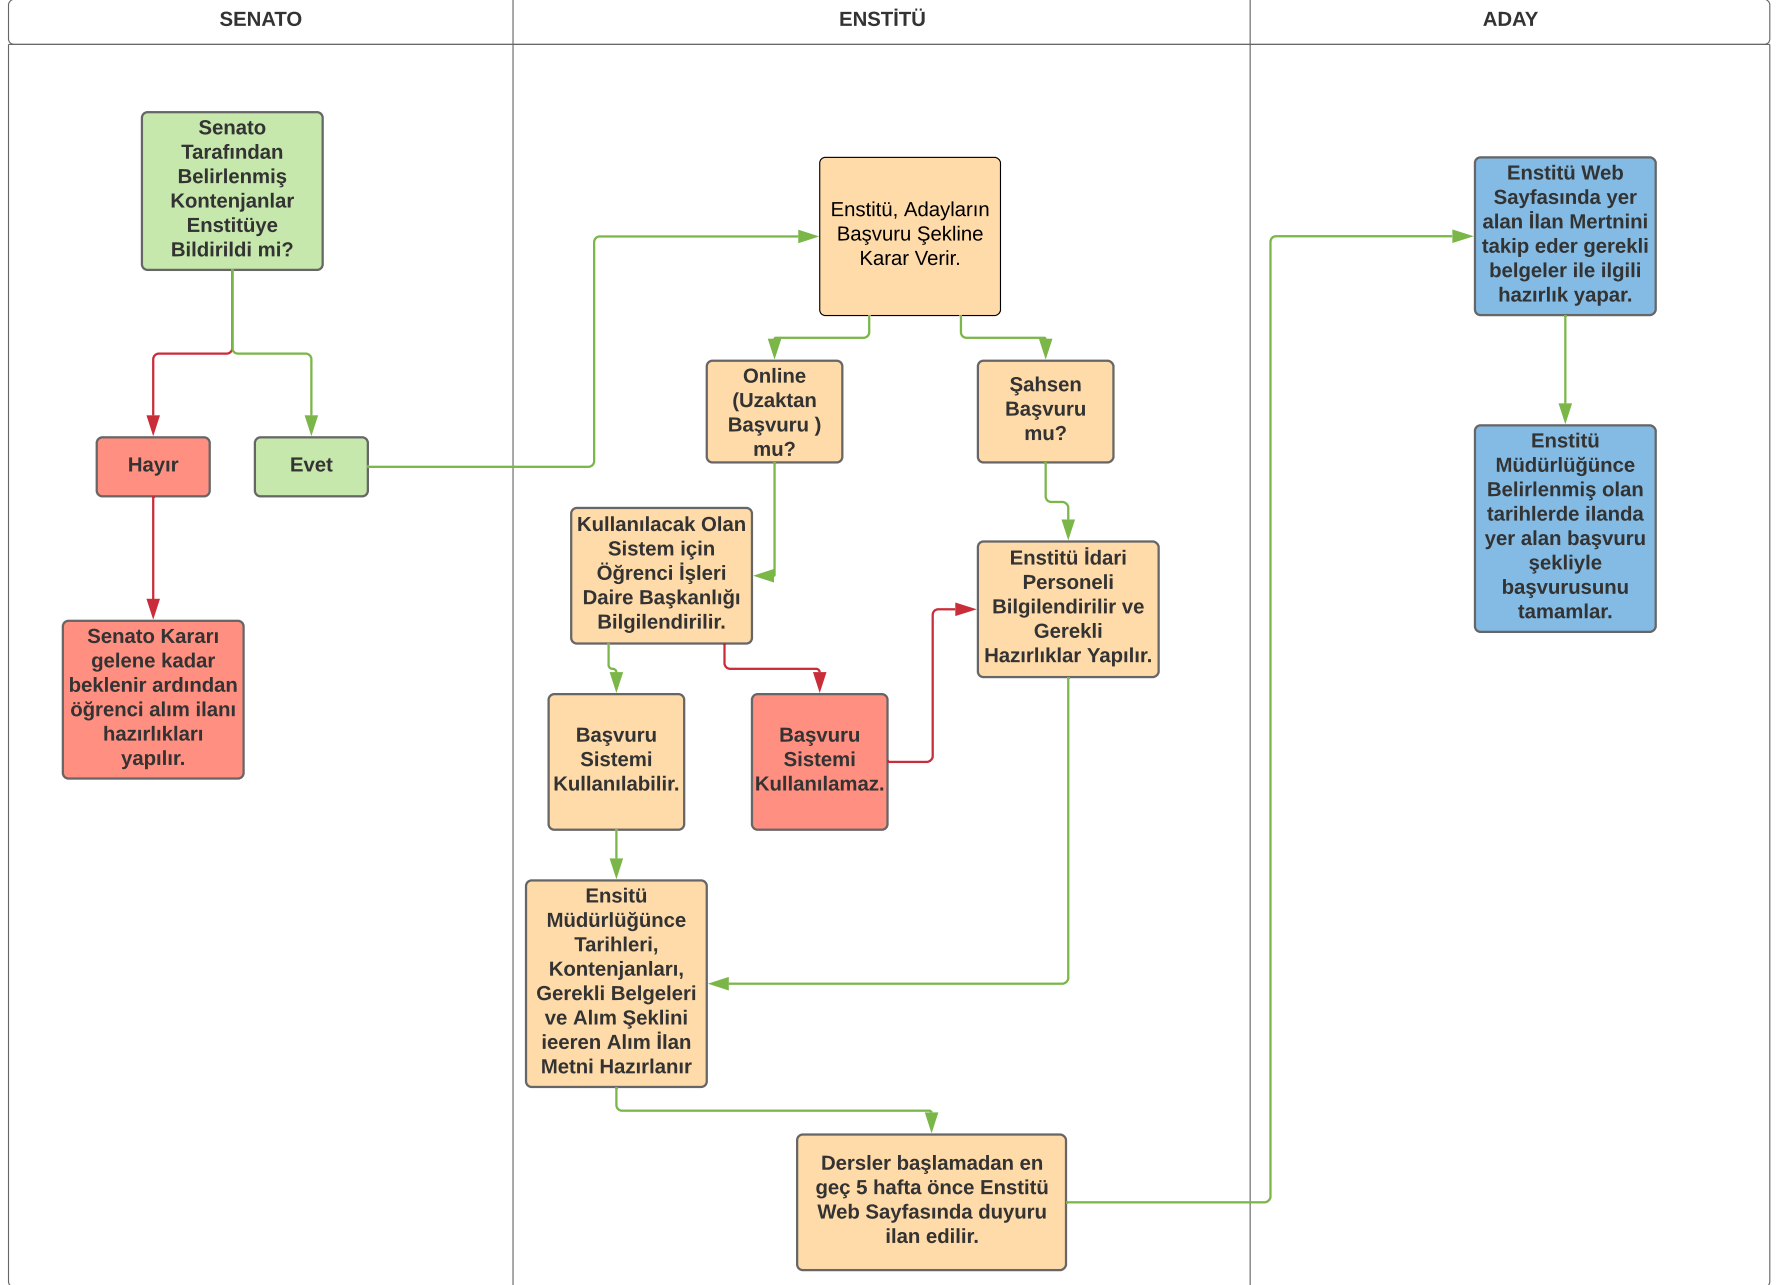 SENATO
ENSTİTÜ
ADAY
Senato
Tarafından
Belirlenmiş
Kontenjanlar
Enstitüye
Bildirildi mi?
Hayır
Evet
Senato Kararı
gelene kadar
beklenir ardından
öğrenci alım ilanı
hazırlıkları
yapılır.
Enstitü, Adayların
Başvuru Şekline
Karar Verir.
Online
(Uzaktan
Başvuru )
mu?
Şahsen
Başvuru
mu?
Kullanılacak Olan
Sistem için
Öğrenci İşleri
Daire Başkanlığı
Bilgilendirilir.
Enstitü İdari
Personeli
Bilgilendirilir ve
Gerekli
Hazırlıklar Yapılır.
Başvuru
Sistemi
Kullanılabilir.
Başvuru
Sistemi
Kullanılamaz.
Ensitü
Müdürlüğünce
Tarihleri,
Kontenjanları,
Gerekli Belgeleri
ve Alım Şeklini
ieeren Alım İlan
Metni Hazırlanır
Dersler başlamadan en
geç 5 hafta önce Enstitü
Web Sayfasında duyuru
ilan edilir.
Enstitü Web
Sayfasında yer
alan İlan Mertnini
takip eder gerekli
belgeler ile ilgili
hazırlık yapar.
Enstitü
Müdürlüğünce
Belirlenmiş olan
tarihlerde ilanda
yer alan başvuru
şekliyle
başvurusunu
tamamlar.